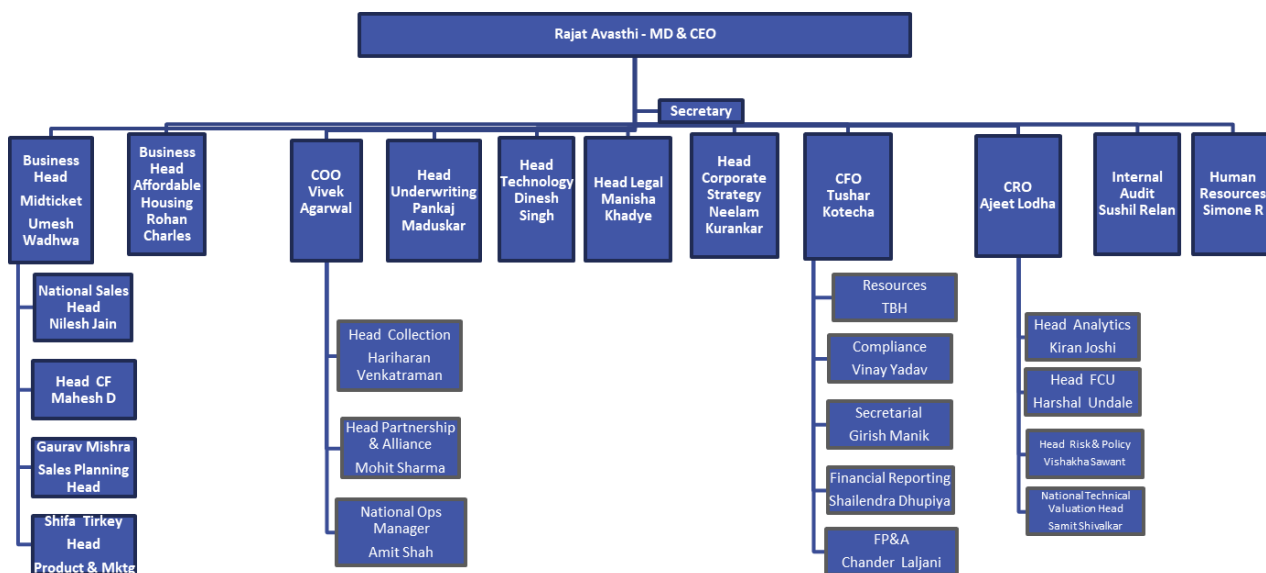 Rajat Avasthi - MD & CEO
Secretary
Business
Head
Midticket
Umesh
Wadhwa
Business
Head
Affordable
Housing
Rohan
Charles
COO
Vivek
Agarwal
Head
Underwriting
Pankaj
Maduskar
Head
Technology
Dinesh
Singh
Head Legal
Manisha
Khadye
Head
Corporate
Strategy
Neelam
Kurankar
CFO
Tushar
Kotecha
CRO
Ajeet Lodha
Internal
Audit
Sushil Relan
Human
Resources
Simone R
National Sales
Head
Nilesh Jain
Head CF
Mahesh D
Gaurav Mishra
Sales Planning
Head
Shifa Tirkey
Head
Product & Mktg
Head Collection
Hariharan
Venkatraman
Head Partnership
& Alliance
Mohit Sharma
National Ops
Manager
Amit Shah
Resources
TBH
Compliance
Vinay Yadav
Secretarial
Girish Manik
Financial Reporting
Shailendra Dhupiya
FP&A
Chander Laljani
Head Analytics
Kiran Joshi
Head FCU
Harshal Undale
Head Risk & Policy
Vishakha Sawant
National Technical
Valuation Head
Samit Shivalkar